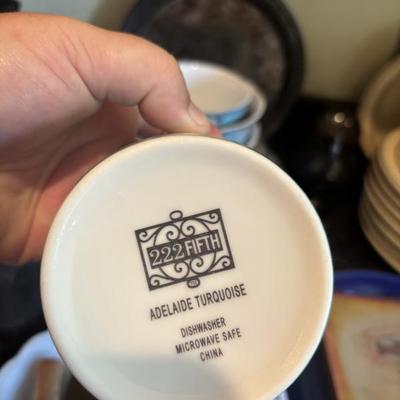 222 FIFTH
ADELAIDE TURQUOISE
DISHWASHER
MICROWAVE SAFE
CHINA